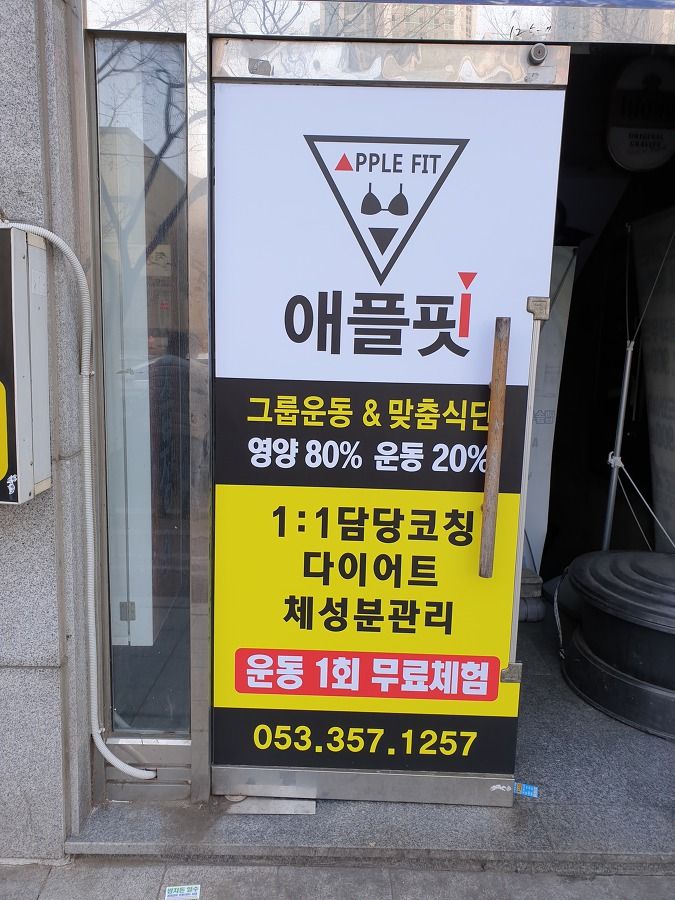 APPLE FIT
애플핏
그룹운동 & 맞춤식단
영양 80% 운동 20%
1:1담당코칭
다이어트
체성분관리
운동 1회 무료체험
053.357.1257
ORIGINAL